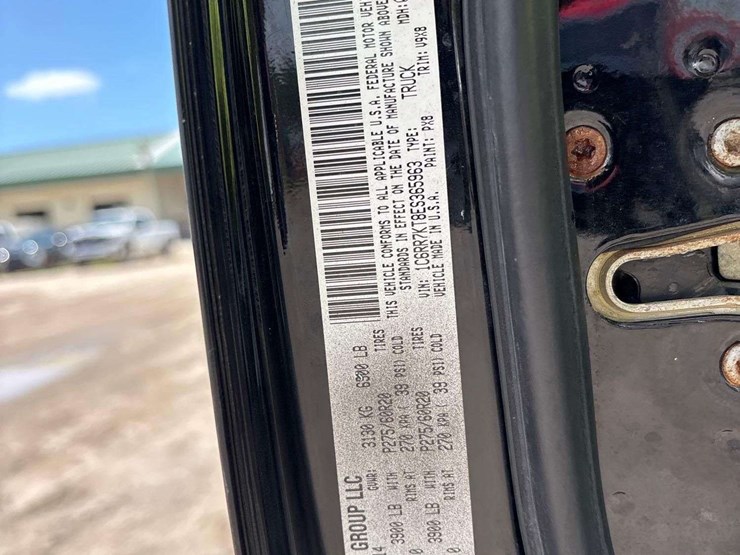 GROUP LLC
GVWR: 3130 KG 6900 LB
3900 LB WITH P275/60R20 TIRES
RIMS AT 270 KPA ( 39 PSI) COLD
3900 LB WITH P275/60R20 TIRES
RIMS AT 270 KPA ( 39 PSI) COLD
THIS VEHICLE CONFORMS TO ALL APPLICABLE U.S.A. FEDERAL MOTOR VEH
STANDARDS IN EFFECT ON THE DATE OF MANUFACTURE SHOWN ABOVE
VIN: 1C6RR7KT8ES365963 TYPE: TRUCK MDH:
VEHICLE MADE IN U.S.A. PAINT: PX8 TRIM: V9X8